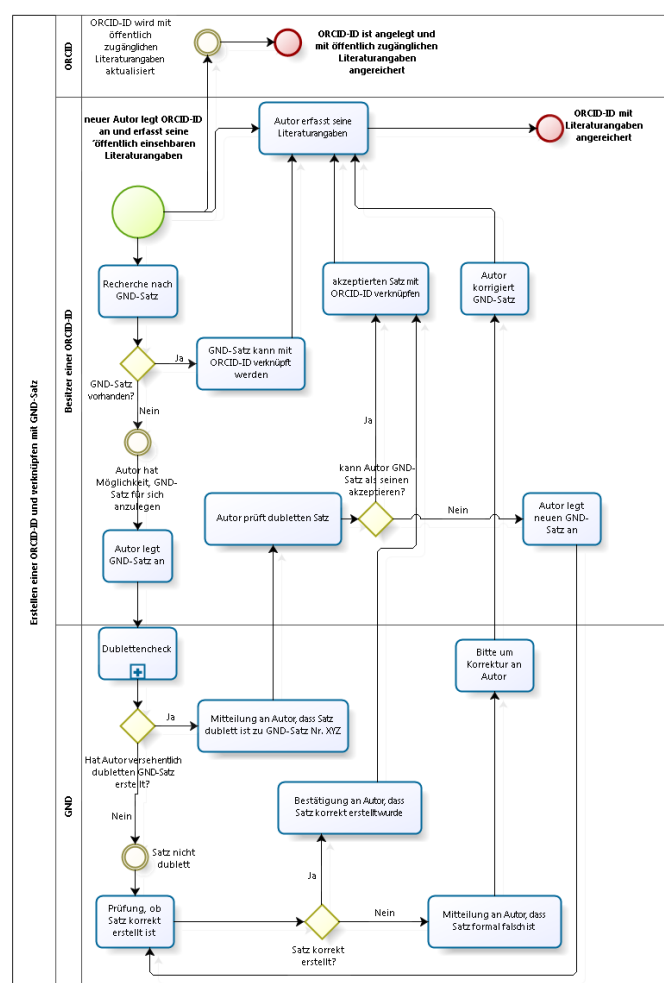 Erstellen einer ORCID-ID und verknüpfen mit GND-Satz
ORCID
ORCID-ID wird mit
öffentlich
zugänglichen
Literaturangaben
aktualisiert
ORCID-ID ist angelegt und
mit öffentlich zugänglichen
Literaturangaben
angereichert
Besitzer einer ORCID-ID
neuer Autor legt ORCID-ID
an und erfasst seine
"öffentlich einsehbaren
Literaturangaben
Autor erfasst seine
Literaturangaben
ORCID-ID mit
Literaturangaben
angereichert
Recherche nach
GND-Satz
akzeptierten Satz mit
ORCID-ID verknüpfen
Autor
korrigiert
GND-Satz
GND-Satz
vorhanden?
Ja
GND-Satz kann mit
ORCID-ID verknüpft
werden
Nein
Autor hat
Möglichkeit, GND-
Satz für sich
anzulegen
Ja
kann Autor GND-
Satz als seinen
akzeptieren?
Autor prüft dubletten Satz
Nein
Autor legt
neuen GND-
Satz an
Autor legt
GND-Satz an
GND
Dublettencheck
Bitte um
Korrektur an
Autor
Ja
Mitteilung an Autor, dass Satz
dublett ist zu GND-Satz Nr. XYZ
Hat Autor versehentlich
dubletten GND-Satz
erstellt?
Nein
Bestätigung an Autor, dass
Satz korrekt erstellt wurde
Satz nicht
dublett
Ja
Prüfung, ob
Satz korrekt
erstellt ist
Nein
Satz korrekt
erstellt?
Mitteilung an Autor, dass
Satz formal falsch ist